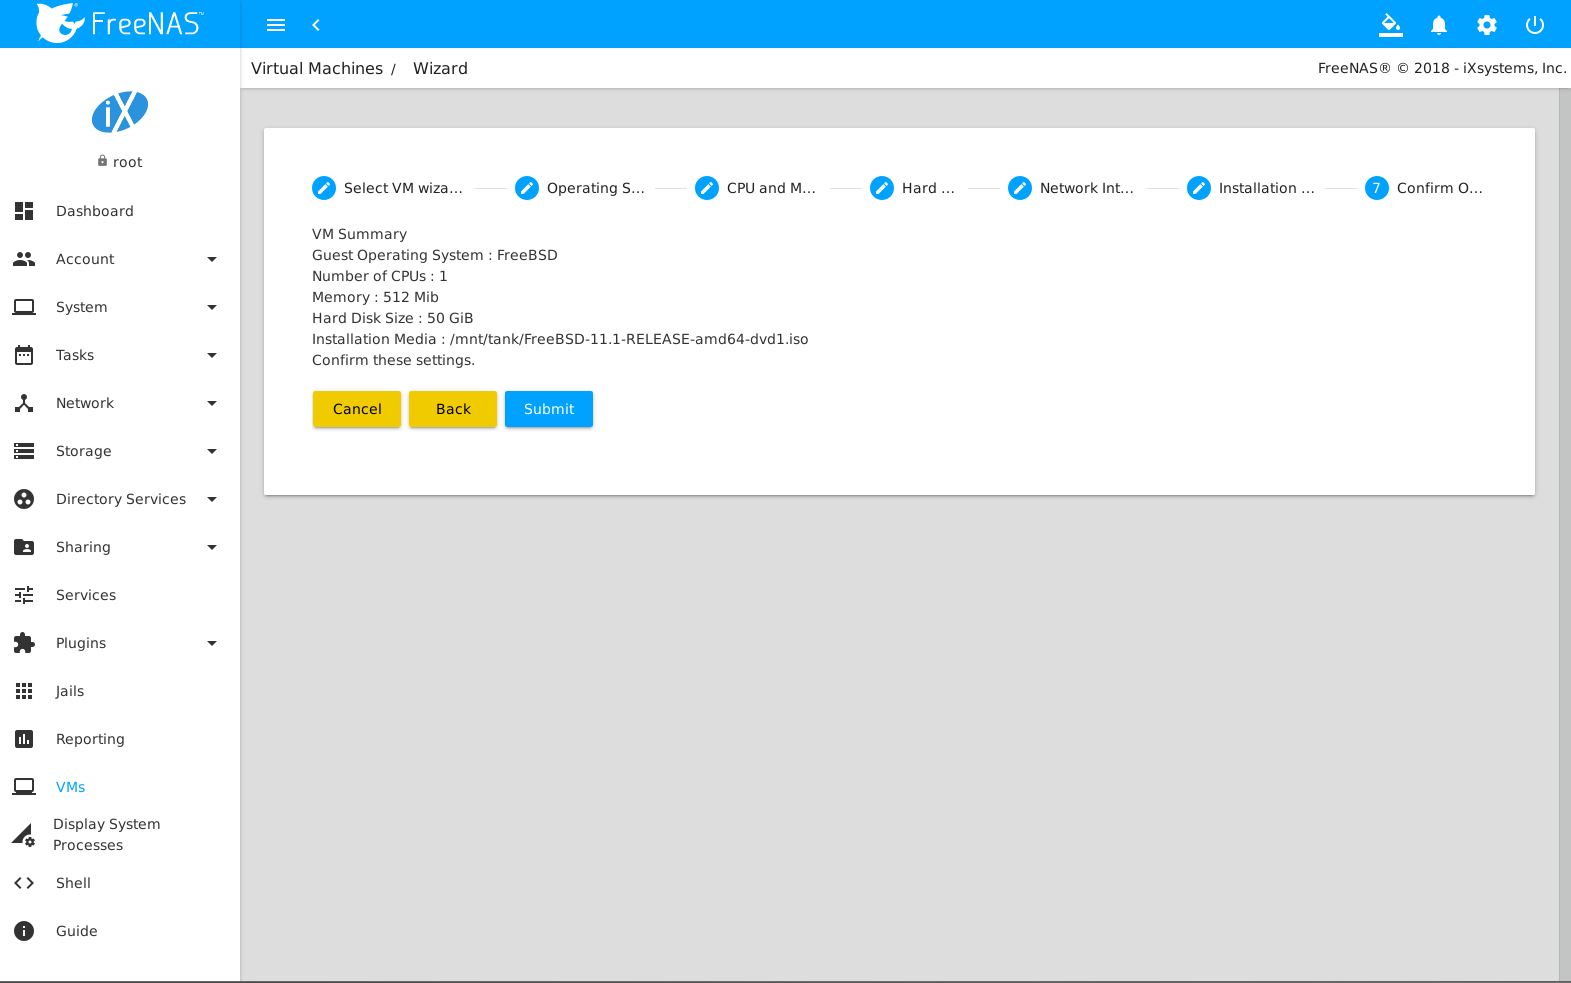 FreeNAS™
Virtual Machines / Wizard
FreeNAS® © 2018 - iXsystems, Inc.
iX
root
Dashboard
Account
System
Tasks
Network
Storage
Directory Services
Sharing
Services
Plugins
Jails
Reporting
VMs
Display System
Processes
Shell
Guide
Select VM wiza...
Operating S...
CPU and M...
Hard ...
Network Int...
Installation ...
7 Confirm O...
VM Summary
Guest Operating System : FreeBSD
Number of CPUs : 1
Memory : 512 Mib
Hard Disk Size : 50 GiB
Installation Media : /mnt/tank/FreeBSD-11.1-RELEASE-amd64-dvd1.iso
Confirm these settings.
Cancel Back Submit